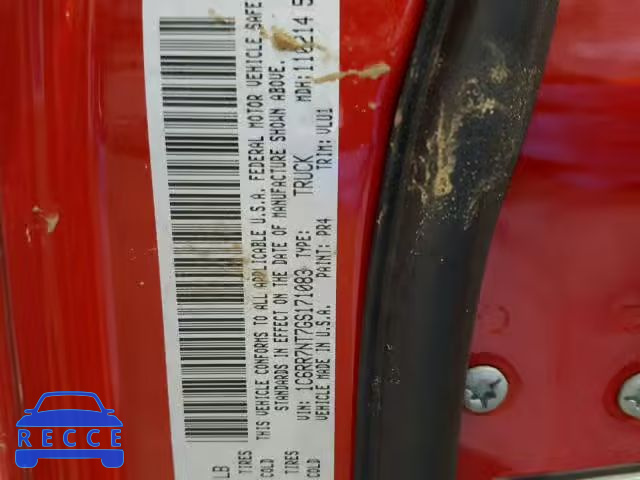 LB
TIRES
COLD
THIS VEHICLE CONFORMS TO ALL APPLICABLE U.S.A. FEDERAL MOTOR VEHICLE SAFE
STANDARDS IN EFFECT ON THE DATE OF MANUFACTURE SHOWN ABOVE.
TIRES
COLD
VIN: 1C6RR7NT7GS171083 TYPE: TRUCK MDH:
VEHICLE MADE IN U.S.A. PAINT: PR4 TRIM: VLU1
RECCE